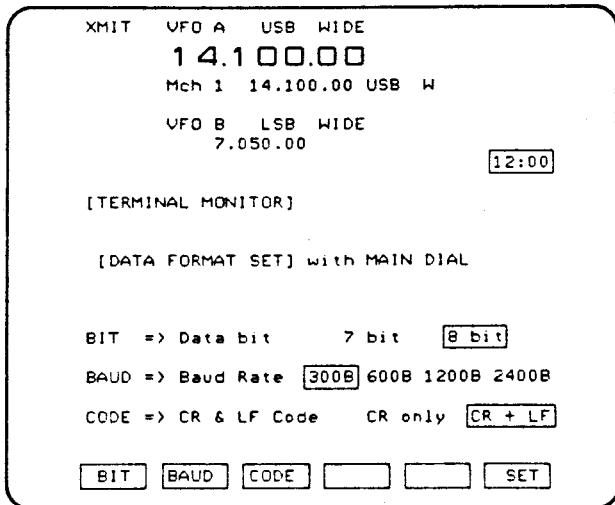 XMIT VFO A USB WIDE
14.100.00
Mch 1 14.100.00 USB W
VFO B LSB WIDE
7.050.00
12:00
[TERMINAL MONITOR]
[DATA FORMAT SET] with MAIN DIAL
BIT => Data bit 7 bit 8 bit
BAUD => Baud Rate 300B 600B 1200B 2400B
CODE => CR & LF Code CR only CR + LF
BIT BAUD CODE SET